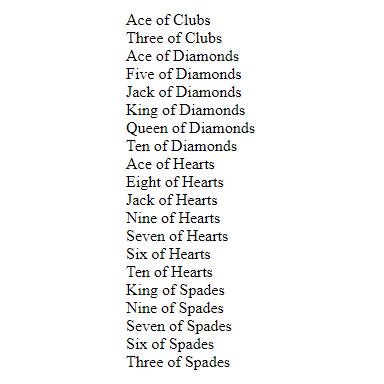 Ace of Clubs
Three of Clubs
Ace of Diamonds
Five of Diamonds
Jack of Diamonds
King of Diamonds
Queen of Diamonds
Ten of Diamonds
Ace of Hearts
Eight of Hearts
Jack of Hearts
Nine of Hearts
Seven of Hearts
Six of Hearts
Ten of Hearts
King of Spades
Nine of Spades
Seven of Spades
Six of Spades
Three of Spades